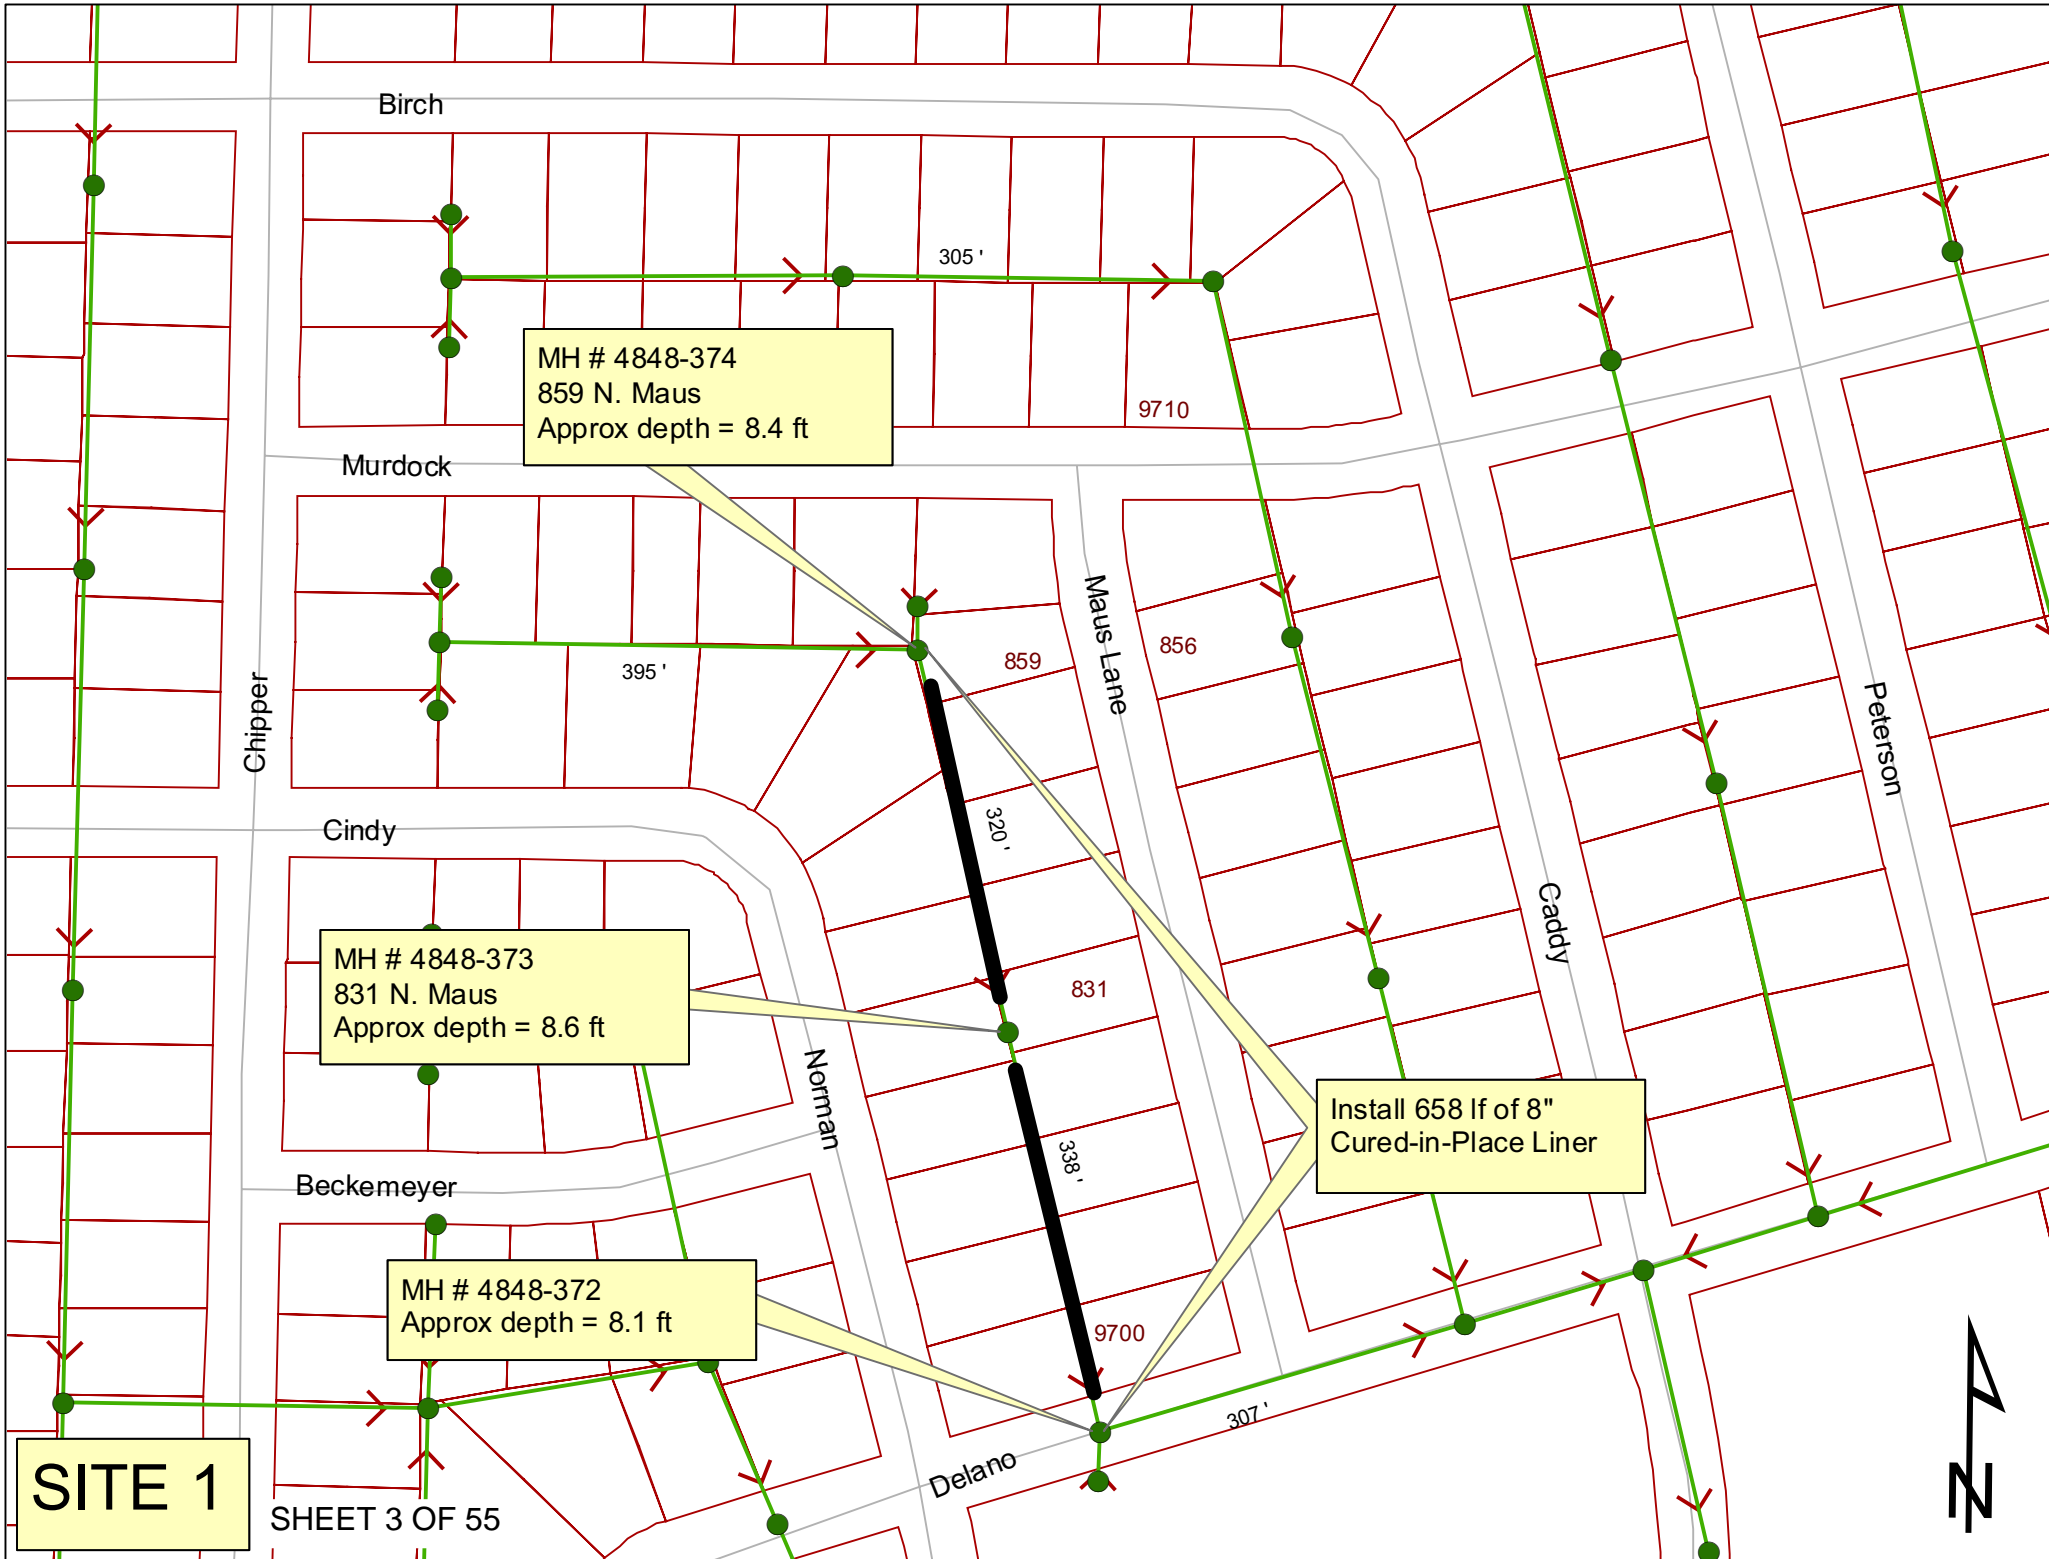 Birch
305 '
MH # 4848-374
859 N. Maus
Approx depth = 8.4 ft
9710
Murdock
Maus Lane
859
856
395 '
Chipper
Peterson
320 '
Cindy
Caddy
MH # 4848-373
831 N. Maus
Approx depth = 8.6 ft
831
Norman
Install 658 lf of 8"
Cured-in-Place Liner
338 '
Beckemeyer
MH # 4848-372
Approx depth = 8.1 ft
9700
307 '
Delano
SITE 1
SHEET 3 OF 55
N